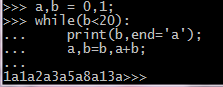 >>> a,b = 0,1;
>>> while(b<20):
...     print(b,end='a');
...     a,b=b,a+b;
...
1a1a2a3a5a8a13a>>>